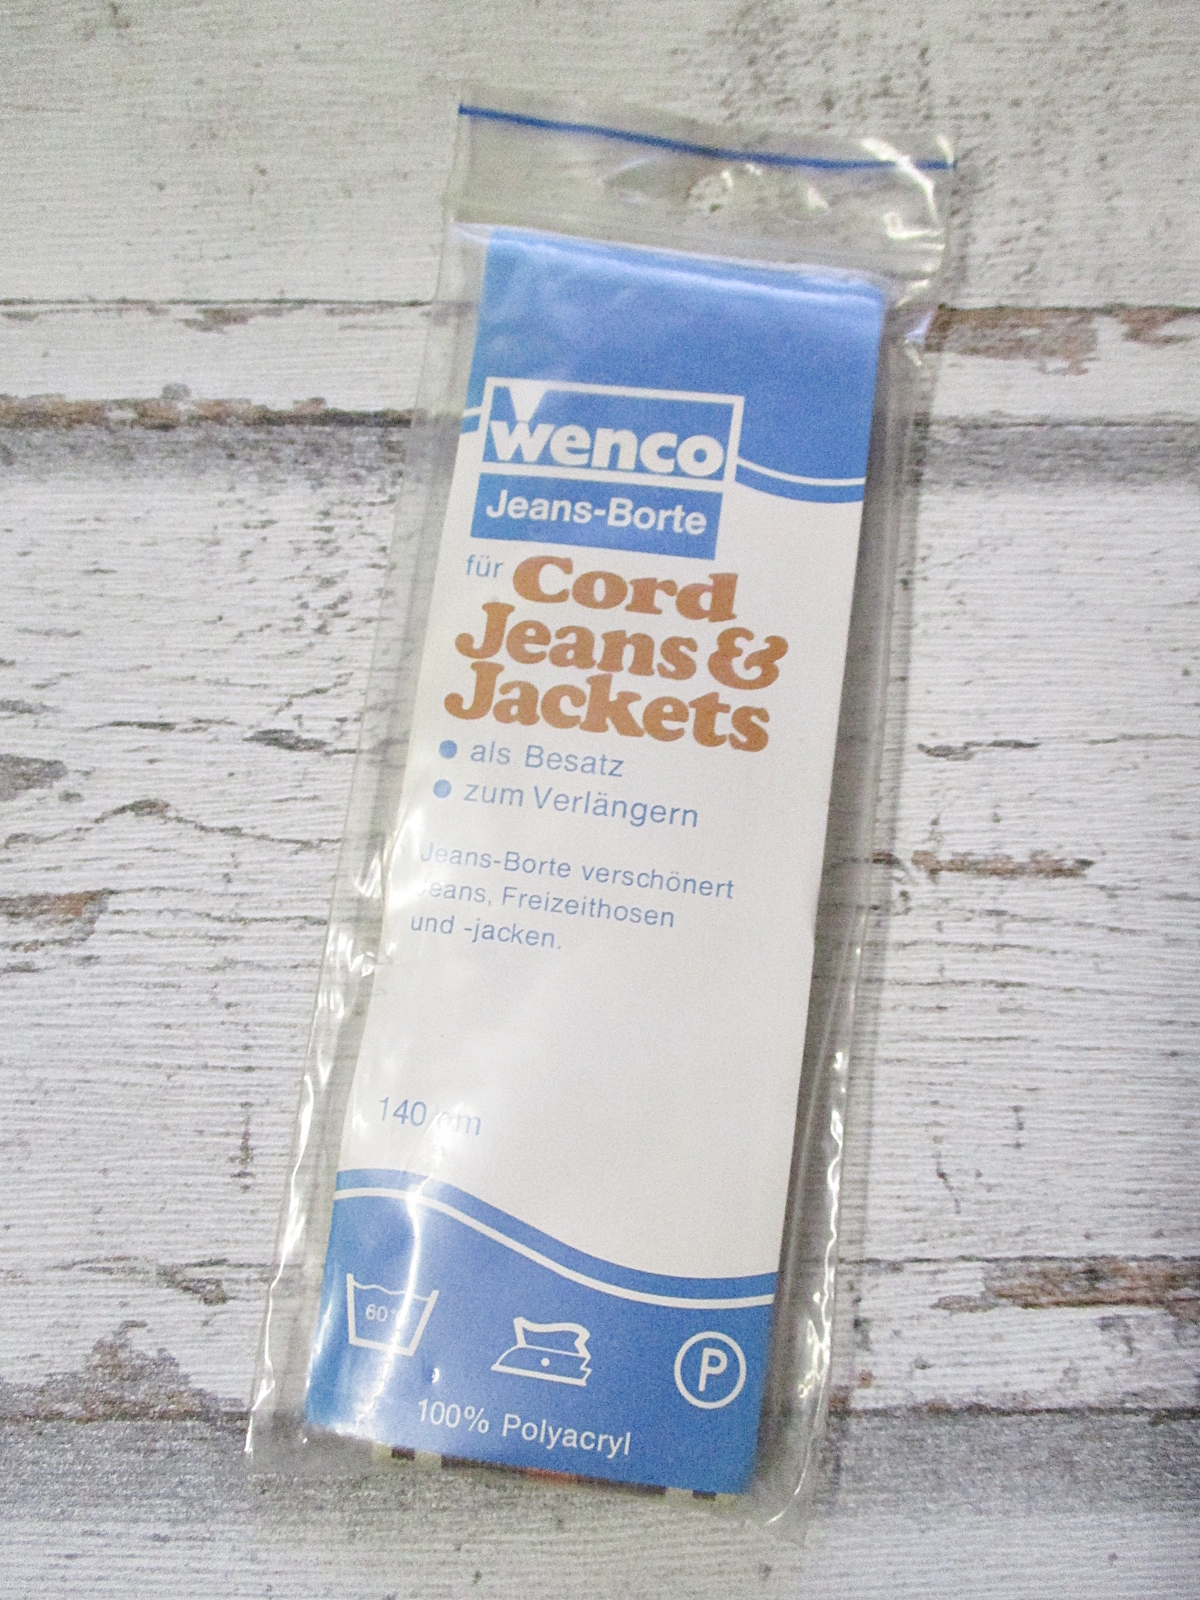 wenco
Jeans-Borte
für Cord
Jeans &
Jackets
● als Besatz
● zum Verlängern
Jeans-Borte verschönert
Jeans, Freizeithosen
und -jacken.
140 cm
60°
P
100% Polyacryl